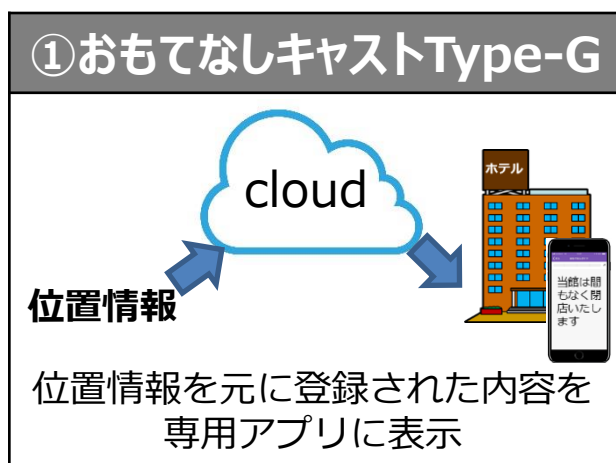 ①おもてなしキャストType-G
cloud
ホテル
位置情報
当館は間
もなく閉
店いたし
ます
位置情報を元に登録された内容を
専用アプリに表示